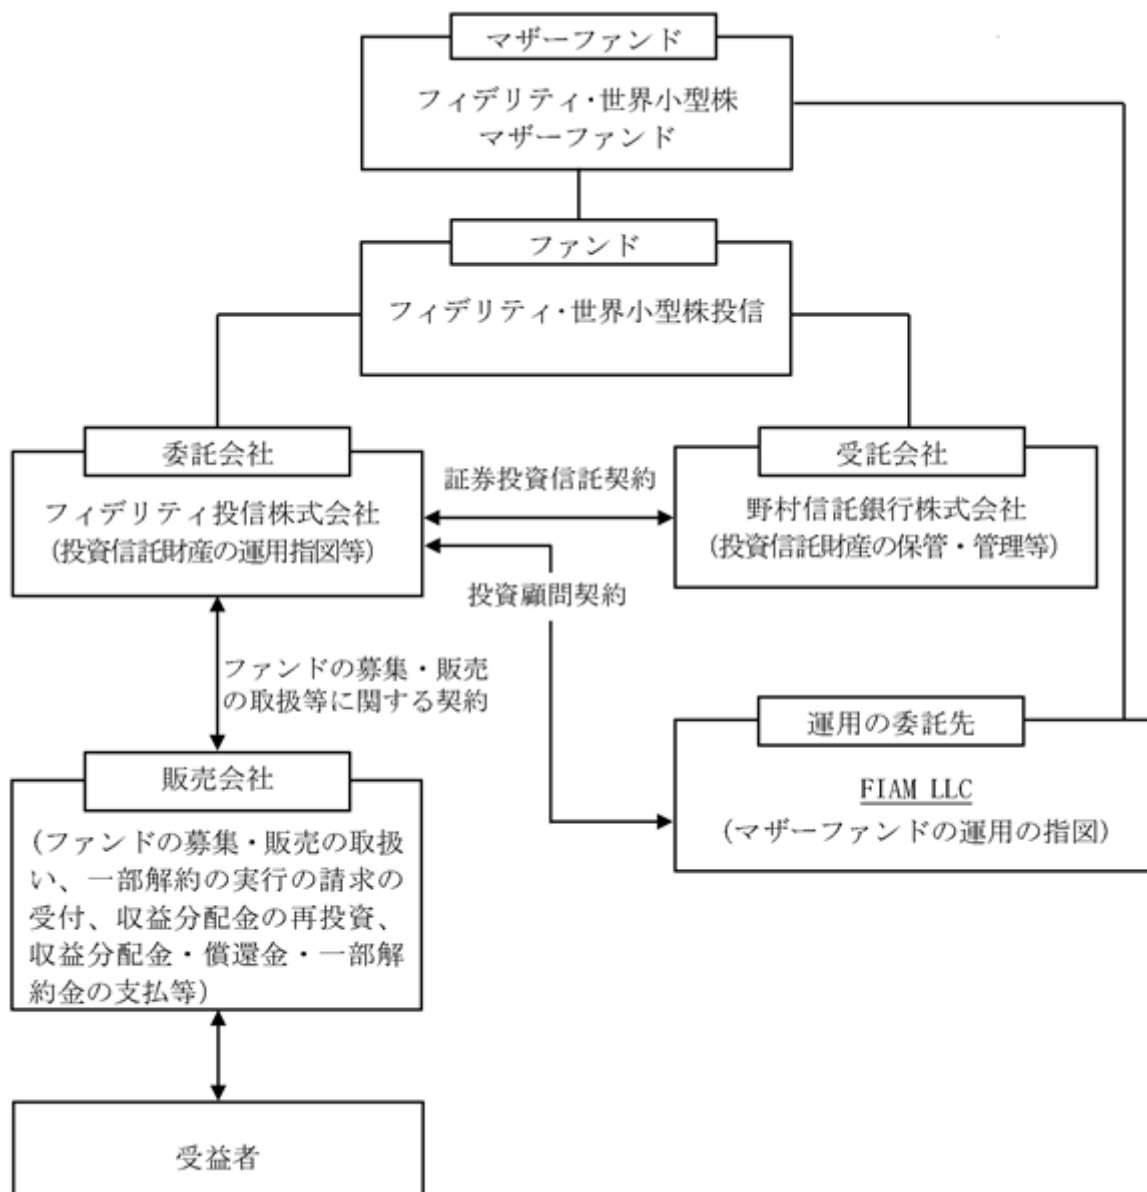 マザーファンド
フィデリティ・世界小型株
マザーファンド
ファンド
フィデリティ・世界小型株投信
委託会社
フィデリティ投信株式会社
(投資信託財産の運用指図等)
証券投資信託契約
受託会社
野村信託銀行株式会社
(投資信託財産の保管・管理等)
投資顧問契約
ファンドの募集・販売
の取扱等に関する契約
運用の委託先
FIAM LLC
(マザーファンドの運用の指図)
販売会社
(ファンドの募集・販売の取扱
い、一部解約の実行の請求の
受付、収益分配金の再投資、
収益分配金・償還金・一部解
約金の支払等)
受益者